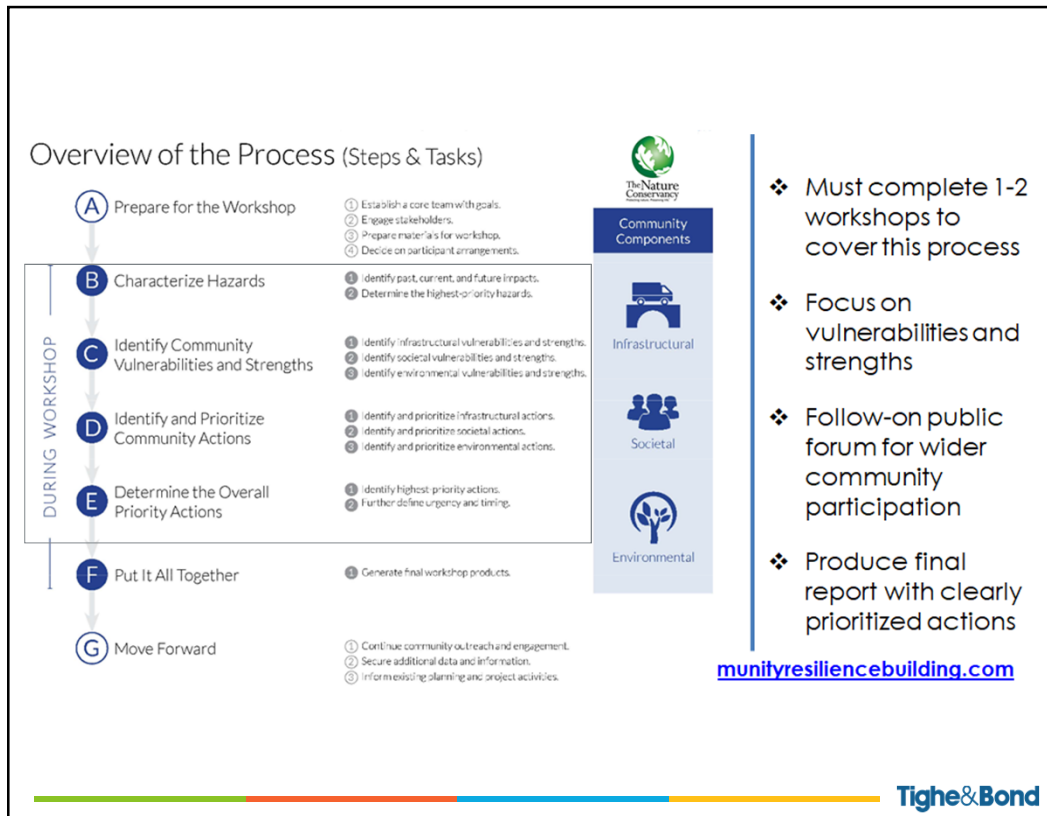 Overview of the Process (Steps & Tasks)
A Prepare for the Workshop
1 Establish a core team with goals.
2 Engage stakeholders.
3 Prepare materials for workshop.
4 Decide on participant arrangements.
DURING WORKSHOP
B Characterize Hazards
1 Identify past, current, and future impacts.
2 Determine the highest-priority hazards.
C Identify Community
Vulnerabilities and Strengths
1 Identify infrastructural vulnerabilities and strengths.
2 Identify societal vulnerabilities and strengths.
3 Identify environmental vulnerabilities and strengths.
D Identify and Prioritize
Community Actions
1 Identify and prioritize infrastructural actions.
2 Identify and prioritize societal actions.
3 Identify and prioritize environmental actions.
E Determine the Overall
Priority Actions
1 Identify highest-priority actions.
2 Further define urgency and timing.
F Put It All Together
1 Generate final workshop products.
G Move Forward
1 Continue community outreach and engagement.
2 Secure additional data and information.
3 Inform existing planning and project activities.
The Nature
Conservancy
Community
Components
Infrastructural
Societal
Environmental
❖ Must complete 1-2
workshops to
cover this process
❖ Focus on
vulnerabilities and
strengths
❖ Follow-on public
forum for wider
community
participation
❖ Produce final
report with clearly
prioritized actions
munityresiliencebuilding.com
Tighe&Bond